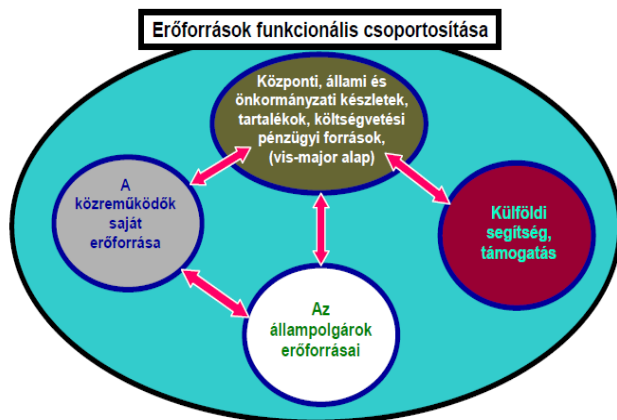 Erőforrások funkcionális csoportosítása
Központi, állami és
önkormányzati készletek,
tartalékok, költségvetési
pénzügyi források,
(vis-major alap)
A
közreműködők
saját
erőforrása
Külföldi
segítség,
támogatás
Az
állampolgárok
erőforrásai